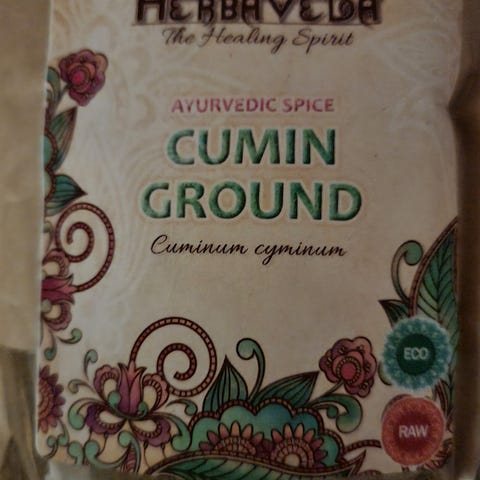 HERBAVEDA
The Healing Spirit
AYURVEDIC SPICE
CUMIN
GROUND
Cuminum cyminum
ECO
RAW